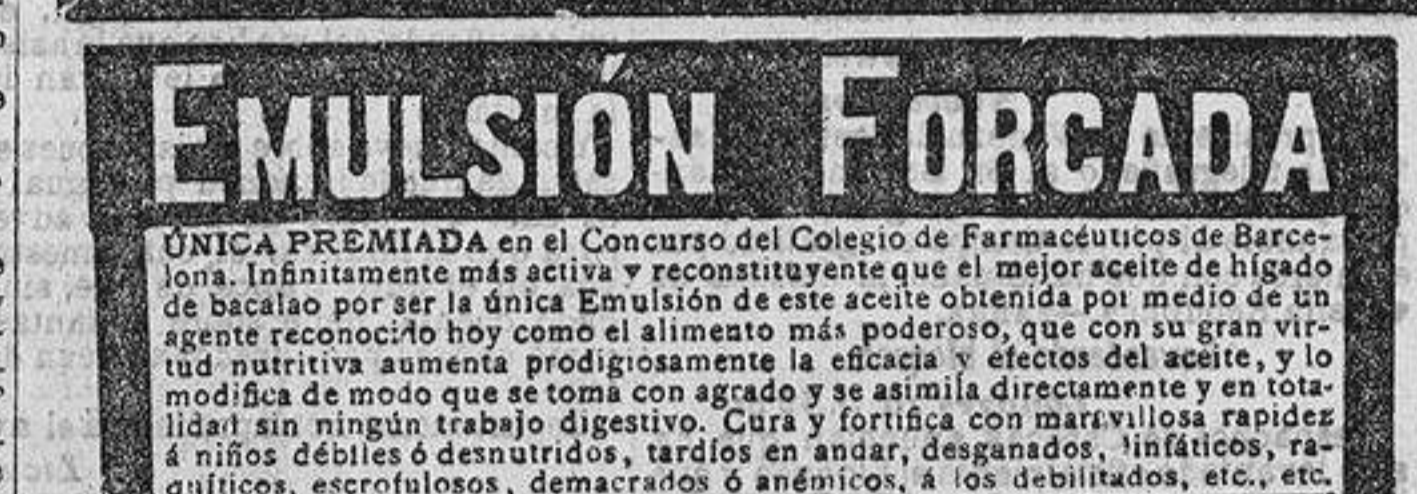 EMULSIÓN FORCADA
ÚNICA PREMIADA en el Concurso del Colegio de Farmacéuticos de Barce-
lona. Infinitamente más activa y reconstituyente que el mejor aceite de hígado
de bacalao por ser la única Emulsión de este aceite obtenida por medio de un
agente reconocido hoy como el alimento más poderoso, que con su gran vir-
tud nutritiva aumenta prodigiosamente la eficacia y efectos del aceite, y lo
modifica de modo que se toma con agrado y se asimila directamente y en tota-
lidad sin ningún trabajo digestivo. Cura y fortifica con maravillosa rapidez
á niños débiles ó desnutridos, tardíos en andar, desganados, linfáticos, ra-
quíticos, escrofulosos, demacrados ó anémicos, á los debilitados, etc., etc.